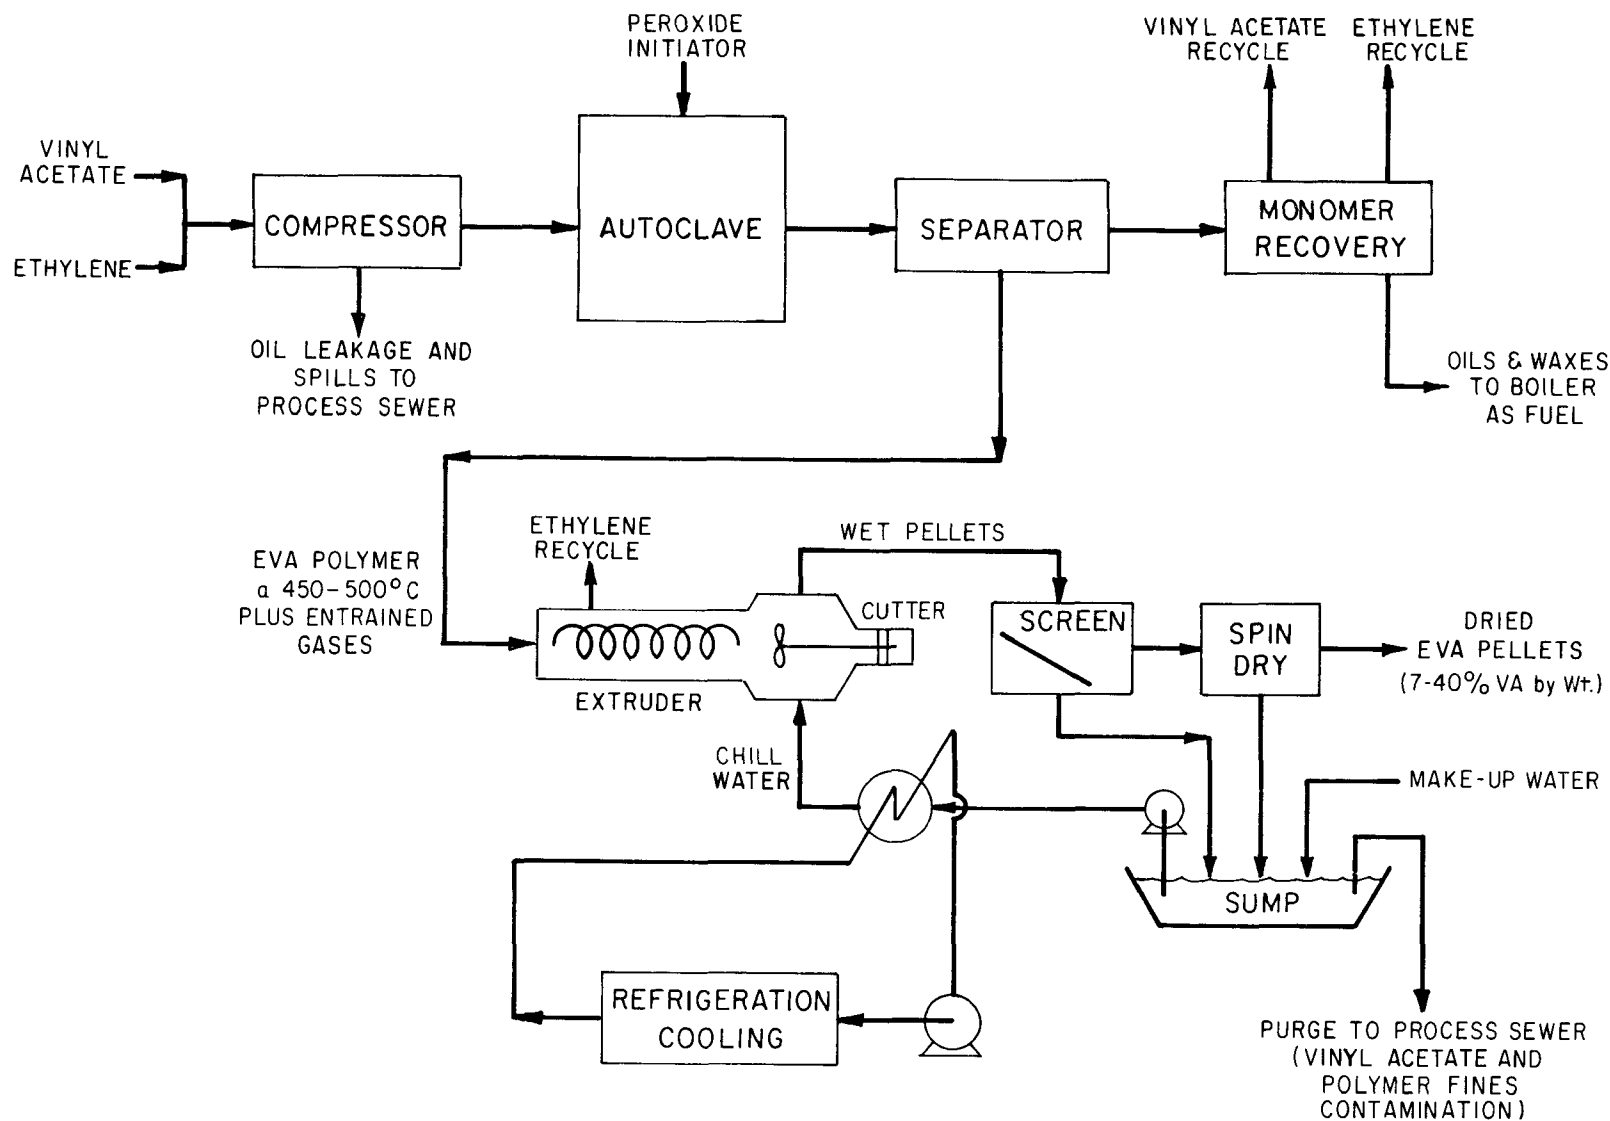 PEROXIDE
INITIATOR
VINYL ACETATE
RECYCLE
ETHYLENE
RECYCLE
VINYL
ACETATE
ETHYLENE
COMPRESSOR
AUTOCLAVE
SEPARATOR
MONOMER
RECOVERY
OIL LEAKAGE AND
SPILLS TO
PROCESS SEWER
OILS & WAXES
TO BOILER
AS FUEL
EVA POLYMER
a 450-500°C
PLUS ENTRAINED
GASES
ETHYLENE
RECYCLE
WET PELLETS
CUTTER
EXTRUDER
SCREEN
SPIN
DRY
DRIED
EVA PELLETS
(7-40% VA by Wt.)
CHILL
WATER
MAKE-UP WATER
SUMP
REFRIGERATION
COOLING
PURGE TO PROCESS SEWER
(VINYL ACETATE AND
POLYMER FINES
CONTAMINATION)